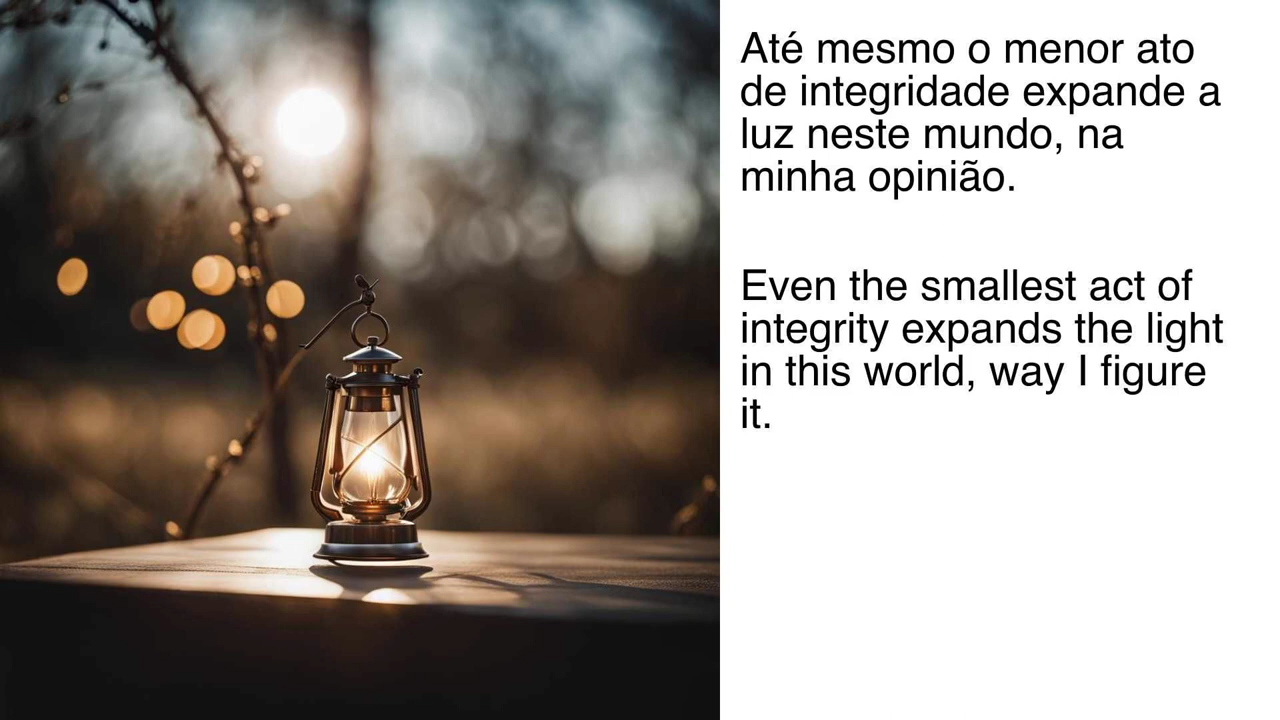 Até mesmo o menor ato
de integridade expande a
luz neste mundo, na
minha opinião.
Even the smallest act of
integrity expands the light
in this world, way I figure
it.